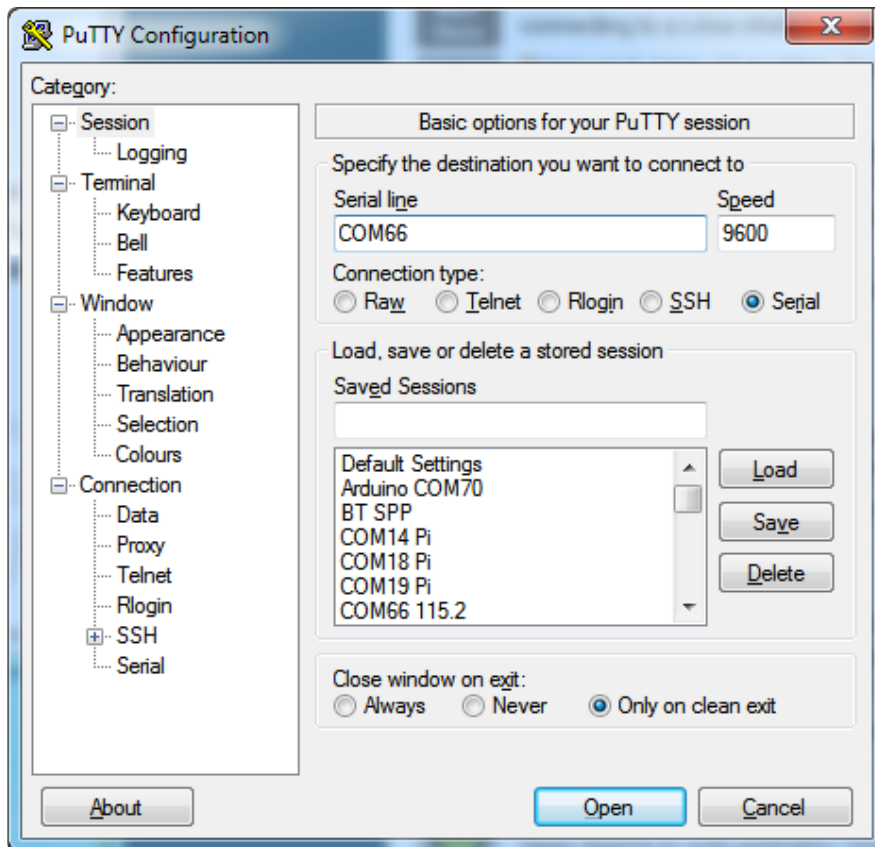 PuTTY Configuration
Category:
Session
Logging
Terminal
Keyboard
Bell
Features
Window
Appearance
Behaviour
Translation
Selection
Colours
Connection
Data
Proxy
Telnet
Rlogin
SSH
Serial
Basic options for your PuTTY session
Specify the destination you want to connect to
Serial line Speed
COM66 9600
Connection type:
Raw Telnet Rlogin SSH Serial
Load, save or delete a stored session
Saved Sessions
Default Settings
Arduino COM70
BT SPP
COM14 Pi
COM18 Pi
COM19 Pi
COM66 115.2
Load
Save
Delete
Close window on exit:
Always Never Only on clean exit
About Open Cancel